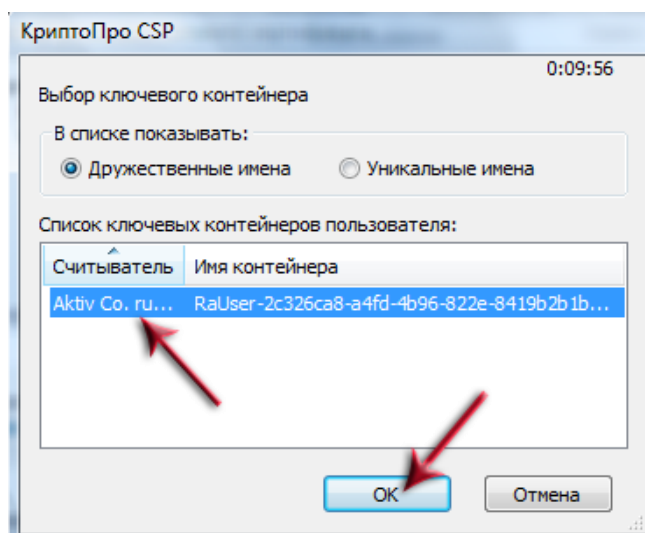 КриптоПро CSP
0:09:56
Выбор ключевого контейнера
В списке показывать:
Дружественные имена Уникальные имена
Список ключевых контейнеров пользователя:
Считыватель Имя контейнера
Aktiv Co. ru... RaUser-2c326ca8-a4fd-4b96-822e-8419b2b1b...
OK Отмена